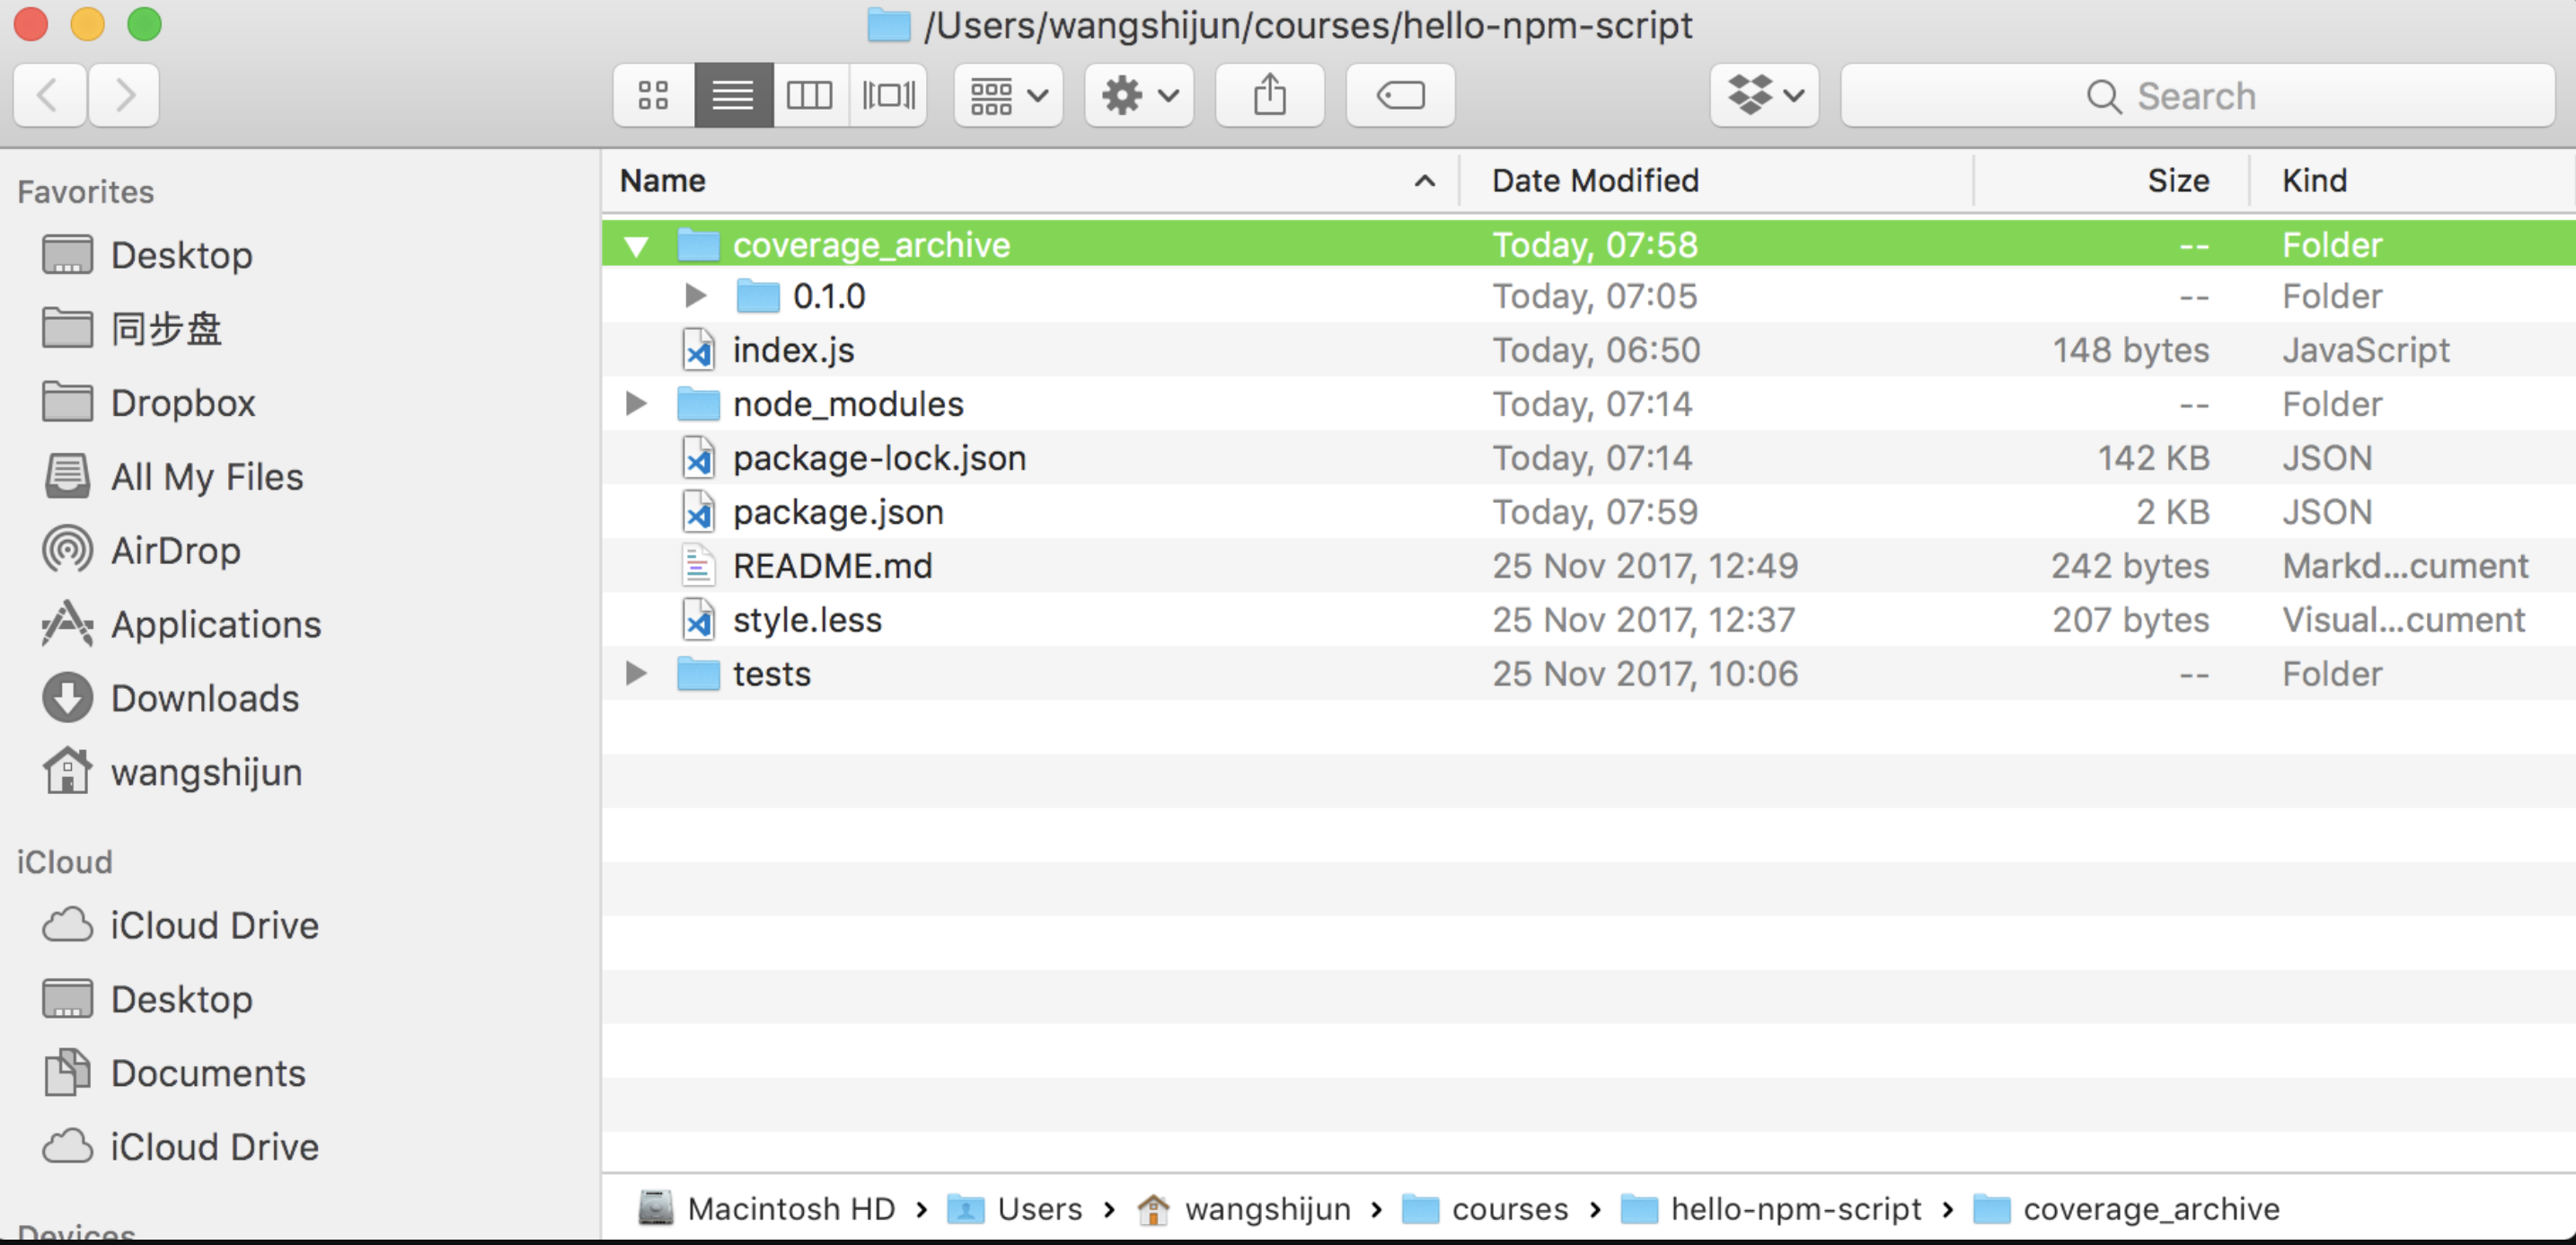 /Users/wangshijun/courses/hello-npm-script
Search
Favorites
Desktop
同步盘
Dropbox
All My Files
AirDrop
Applications
Downloads
wangshijun
iCloud
iCloud Drive
Desktop
Documents
iCloud Drive
Devices
Name Date Modified Size Kind
coverage_archive Today, 07:58 -- Folder
0.1.0 Today, 07:05 -- Folder
index.js Today, 06:50 148 bytes JavaScript
node_modules Today, 07:14 -- Folder
package-lock.json Today, 07:14 142 KB JSON
package.json Today, 07:59 2 KB JSON
README.md 25 Nov 2017, 12:49 242 bytes Markd...cument
style.less 25 Nov 2017, 12:37 207 bytes Visual...cument
tests 25 Nov 2017, 10:06 -- Folder
Macintosh HD › Users › wangshijun › courses › hello-npm-script › coverage_archive